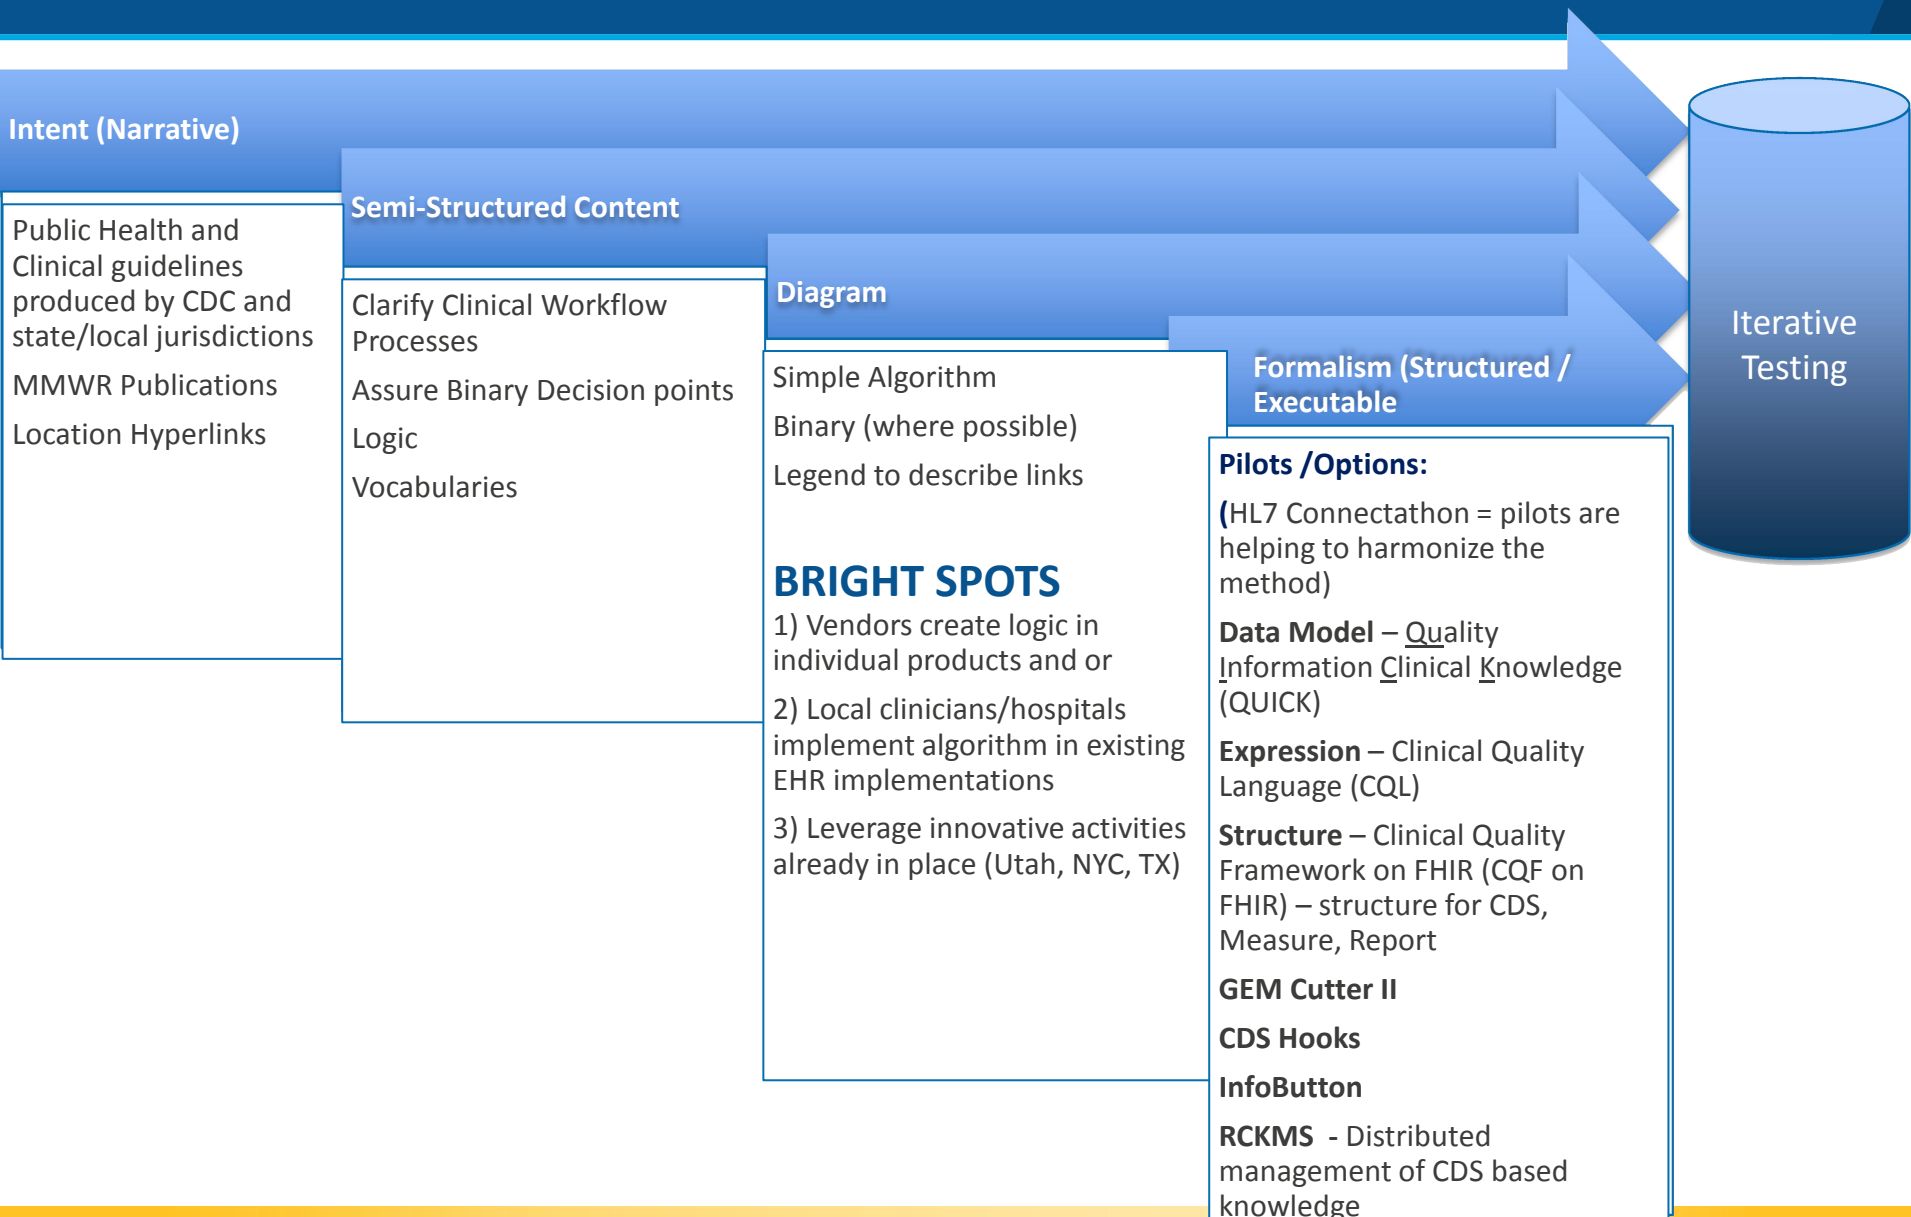 Intent (Narrative)
Public Health and
Clinical guidelines
produced by CDC and
state/local jurisdictions
MMWR Publications
Location Hyperlinks
Semi-Structured Content
Clarify Clinical Workflow
Processes
Assure Binary Decision points
Logic
Vocabularies
Diagram
Simple Algorithm
Binary (where possible)
Legend to describe links
BRIGHT SPOTS
1) Vendors create logic in
individual products and or
2) Local clinicians/hospitals
implement algorithm in existing
EHR implementations
3) Leverage innovative activities
already in place (Utah, NYC, TX)
Formalism (Structured /
Executable
Pilots /Options:
(HL7 Connectathon = pilots are
helping to harmonize the
method)
Data Model – Quality
Information Clinical Knowledge
(QUICK)
Expression – Clinical Quality
Language (CQL)
Structure – Clinical Quality
Framework on FHIR (CQF on
FHIR) – structure for CDS,
Measure, Report
GEM Cutter II
CDS Hooks
InfoButton
RCKMS - Distributed
management of CDS based
knowledge
Iterative
Testing